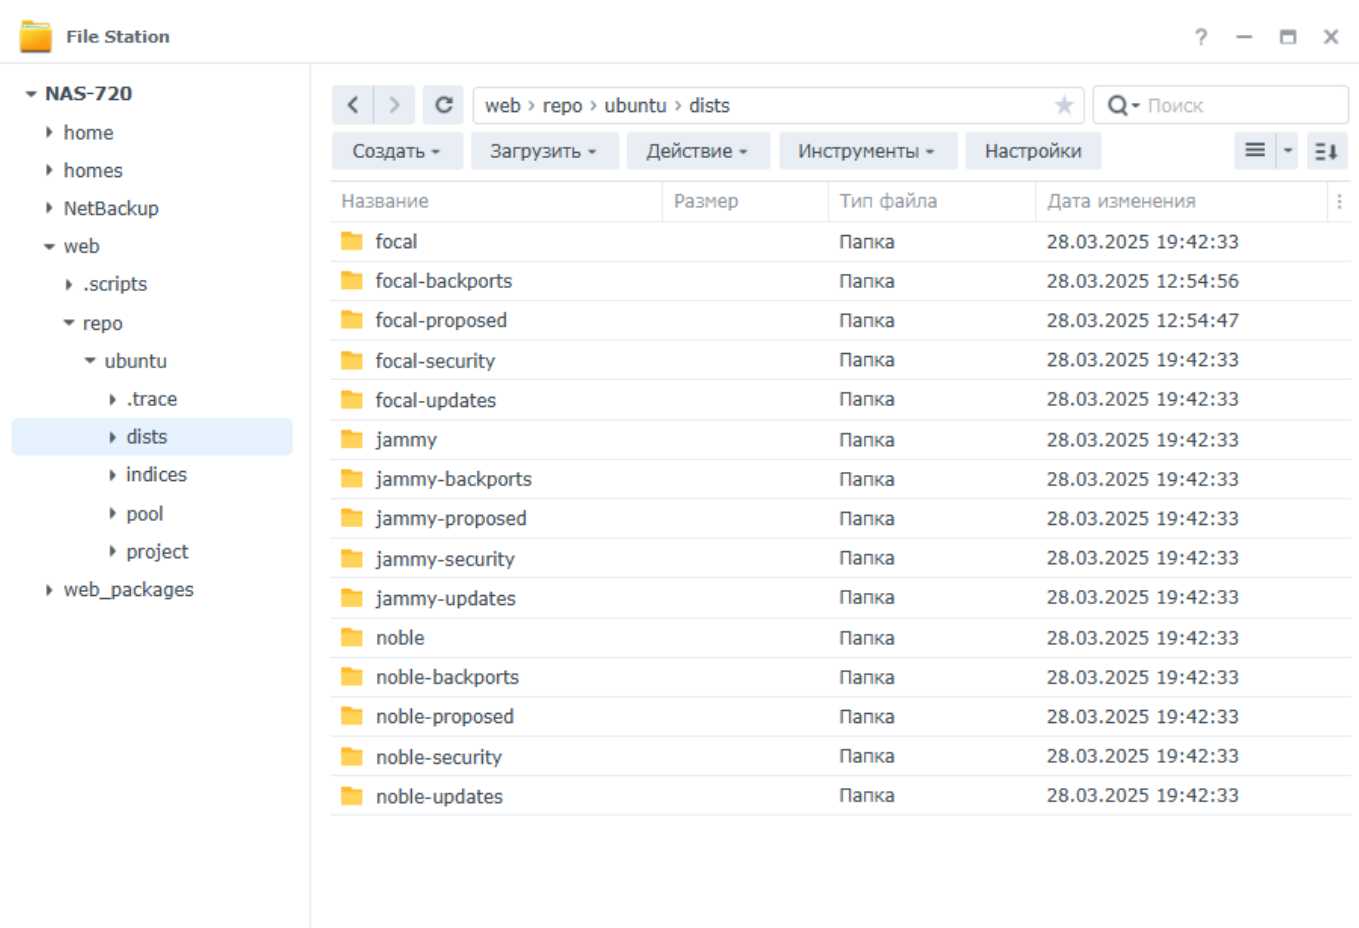 File Station
?
NAS-720
home
homes
NetBackup
web
.scripts
repo
ubuntu
.trace
dists
indices
pool
project
web_packages
web › repo › ubuntu › dists
Поиск
Создать Загрузить Действие Инструменты Настройки
Название Размер Тип файла Дата изменения
focal Папка 28.03.2025 19:42:33
focal-backports Папка 28.03.2025 12:54:56
focal-proposed Папка 28.03.2025 12:54:47
focal-security Папка 28.03.2025 19:42:33
focal-updates Папка 28.03.2025 19:42:33
jammy Папка 28.03.2025 19:42:33
jammy-backports Папка 28.03.2025 19:42:33
jammy-proposed Папка 28.03.2025 19:42:33
jammy-security Папка 28.03.2025 19:42:33
jammy-updates Папка 28.03.2025 19:42:33
noble Папка 28.03.2025 19:42:33
noble-backports Папка 28.03.2025 19:42:33
noble-proposed Папка 28.03.2025 19:42:33
noble-security Папка 28.03.2025 19:42:33
noble-updates Папка 28.03.2025 19:42:33